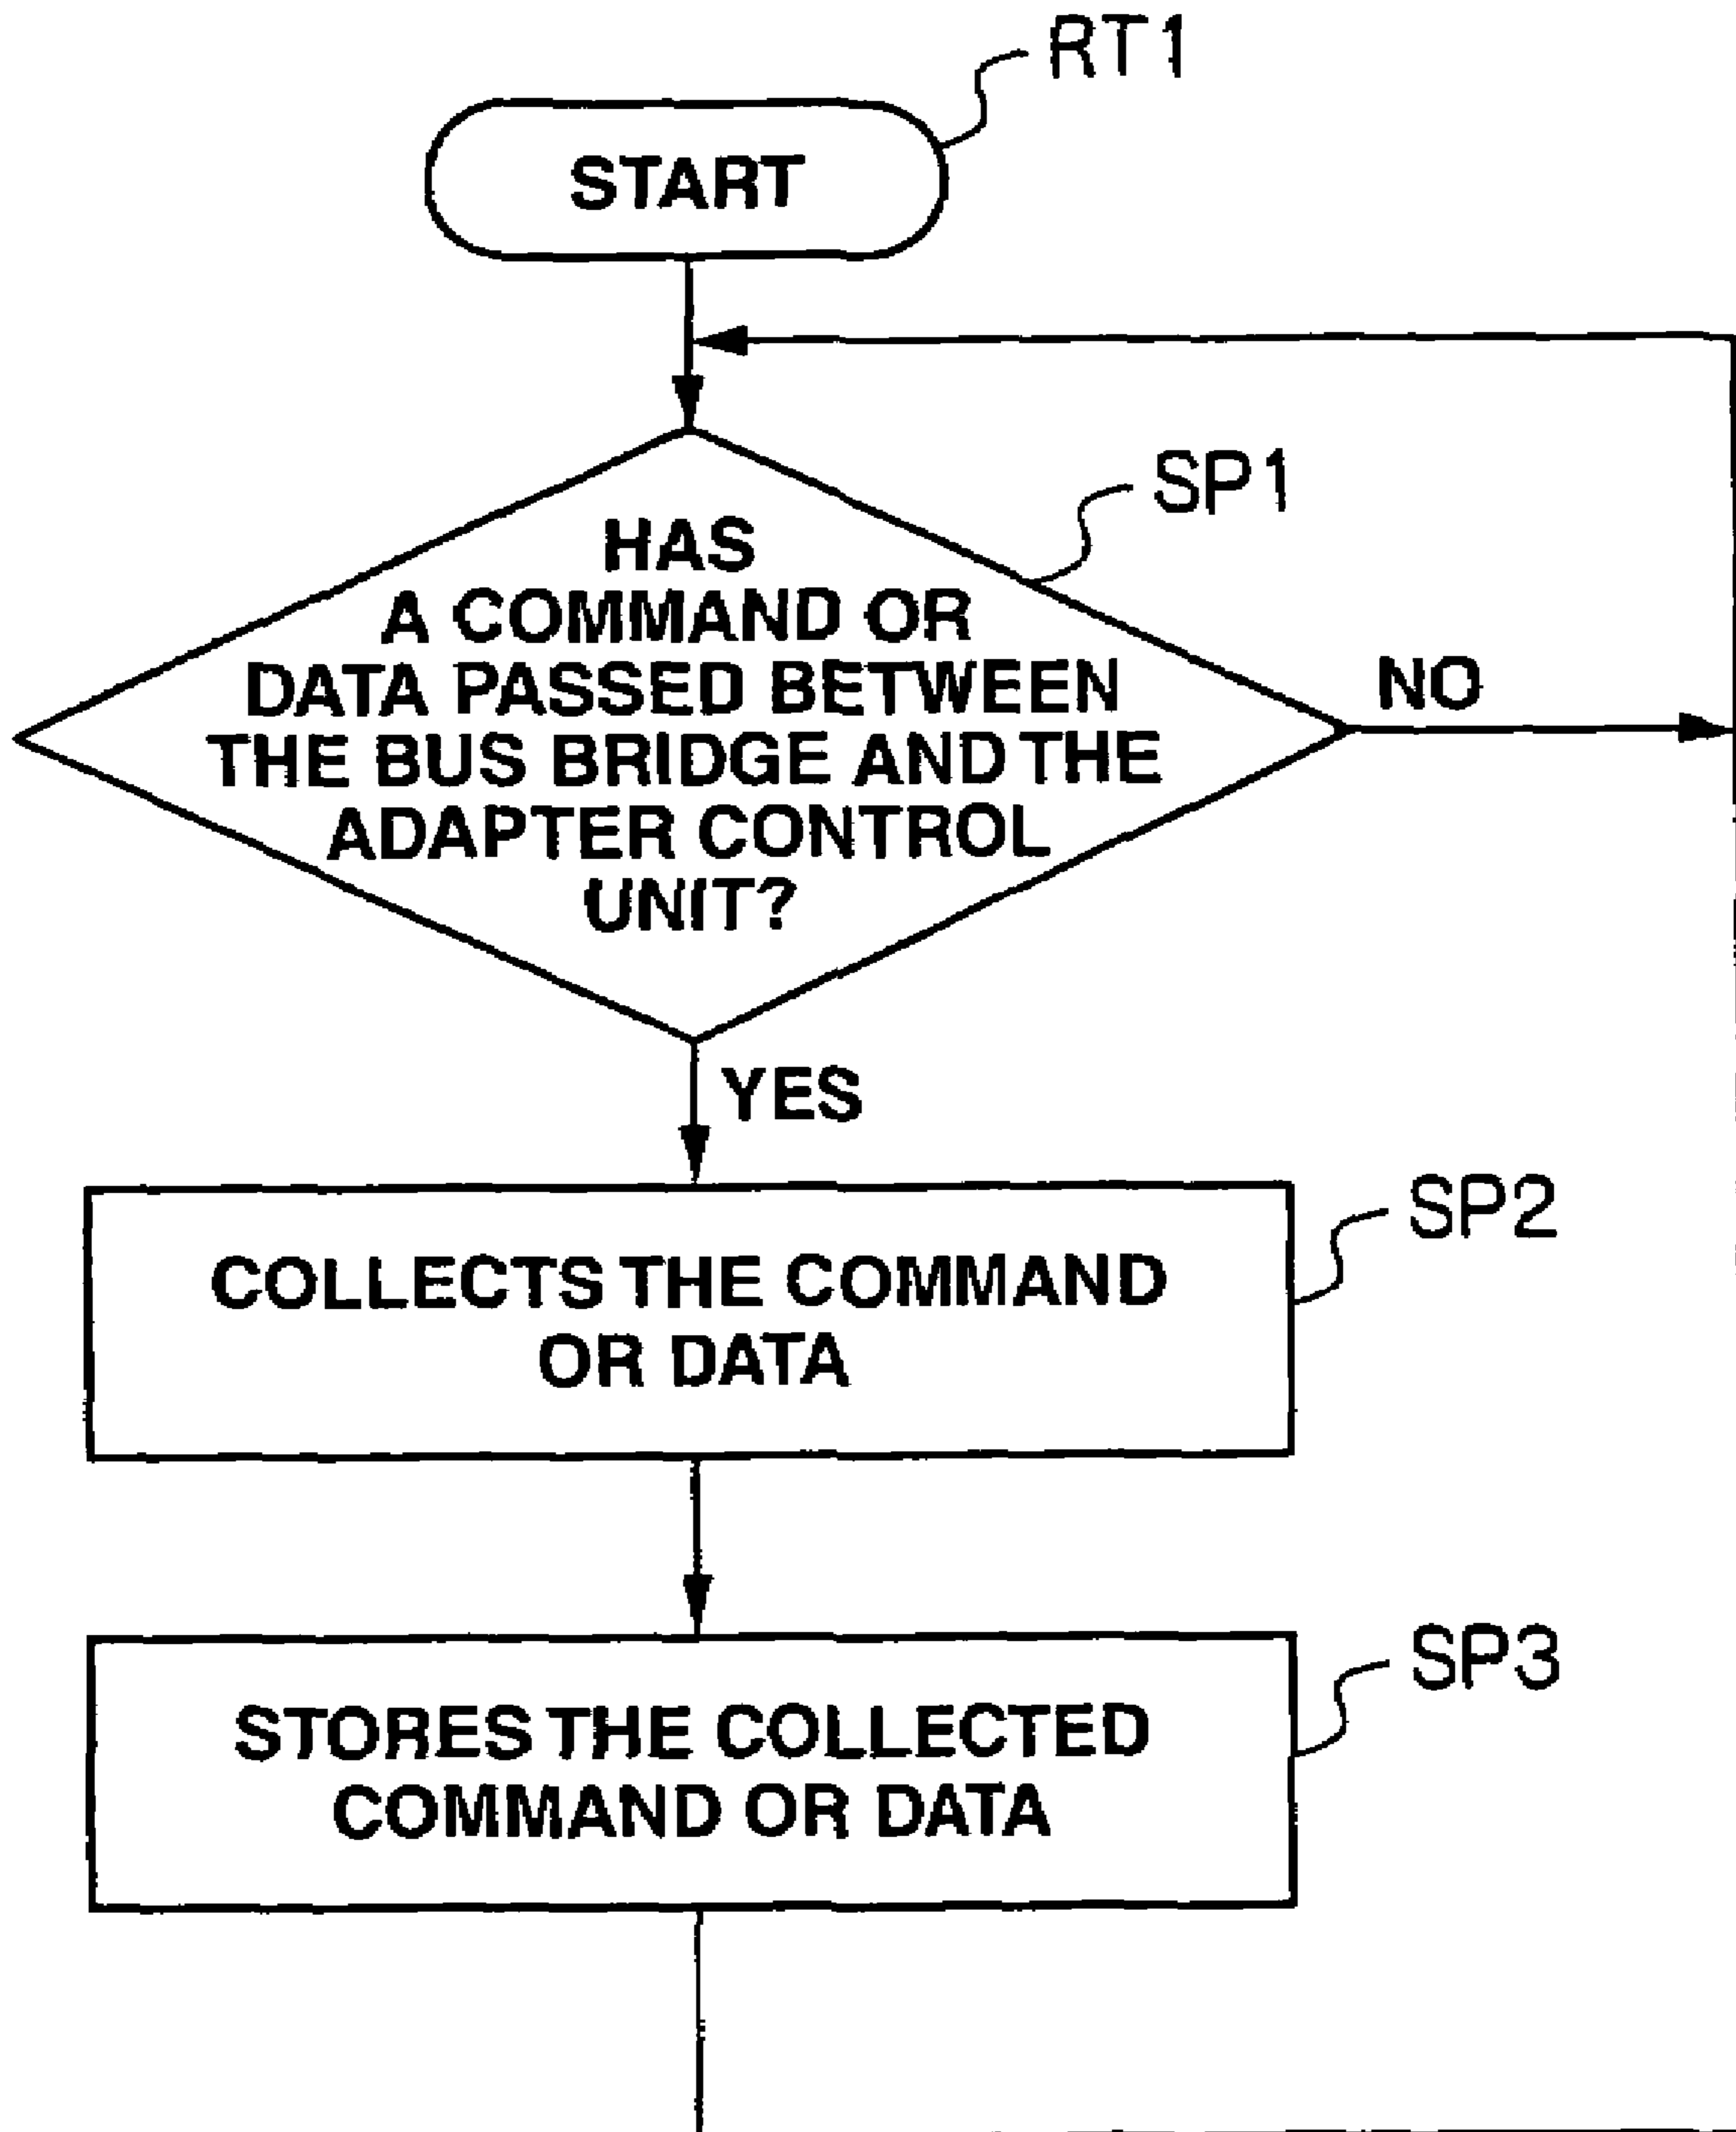 RT1
START
SP1
HAS
A COMMAND OR
DATA PASSED BETWEEN
THE BUS BRIDGE AND THE
ADAPTER CONTROL
UNIT?
NO
YES
SP2
COLLECTS THE COMMAND
OR DATA
SP3
STORES THE COLLECTED
COMMAND OR DATA